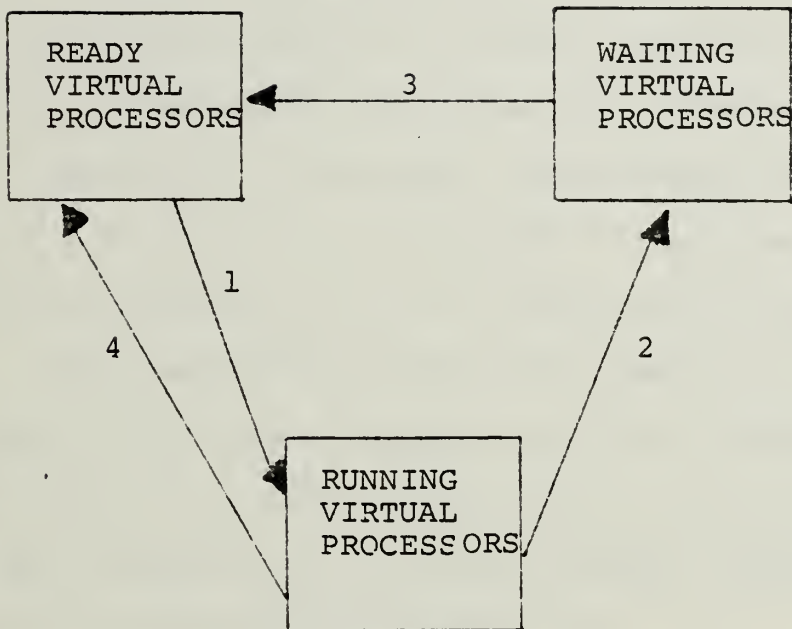 READY
VIRTUAL
PROCESSORS
WAITING
VIRTUAL
PROCESSORS
3
1
4
2
RUNNING
VIRTUAL
PROCESSORS